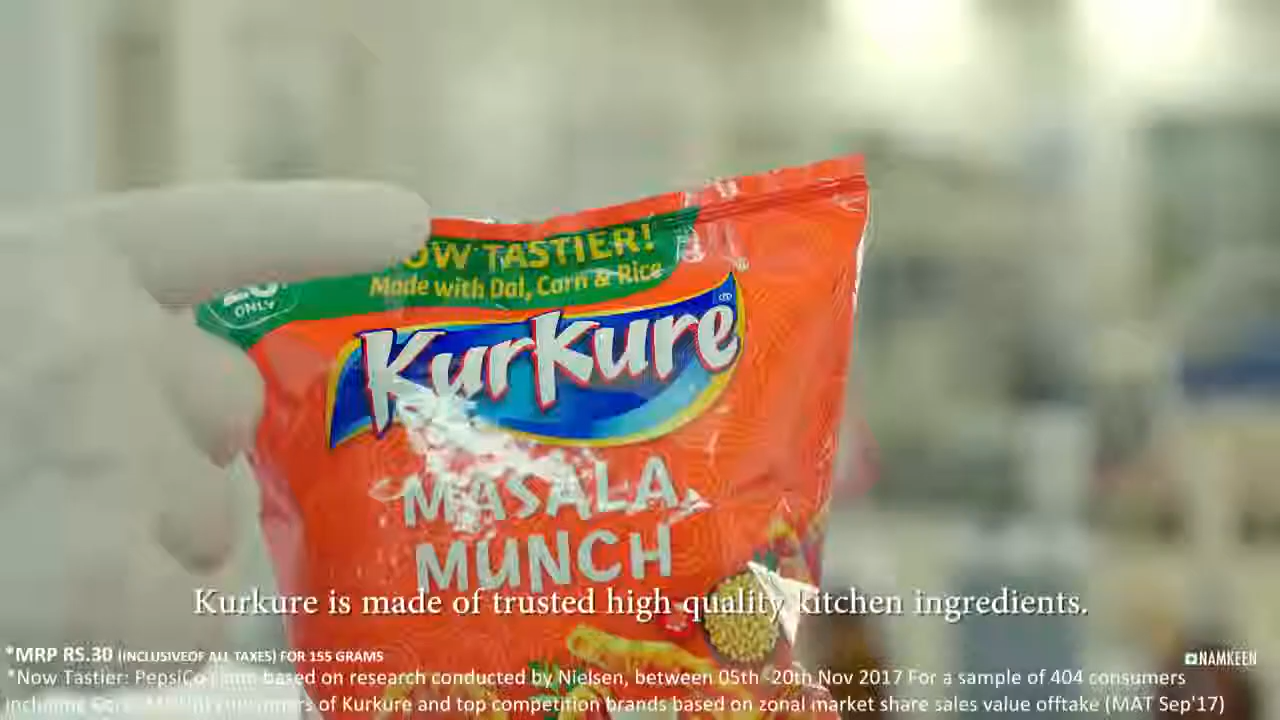 OW TASTIER!
Made with Dal, Corn & Rice
ONLY
KurKure
MASALA
MUNCH
Kurkure is made of trusted high quality kitchen ingredients.
*MRP RS.30 (INCLUSIVEOF ALL TAXES) FOR 155 GRAMS
NAMKEEN
*Now Tastier: PepsiCo based on research conducted by Nielsen, between 05th -20th Nov 2017 For a sample of 404 consumers
of Kurkure and top competition brands based on zonal market share sales value offtake (MAT Sep'17)